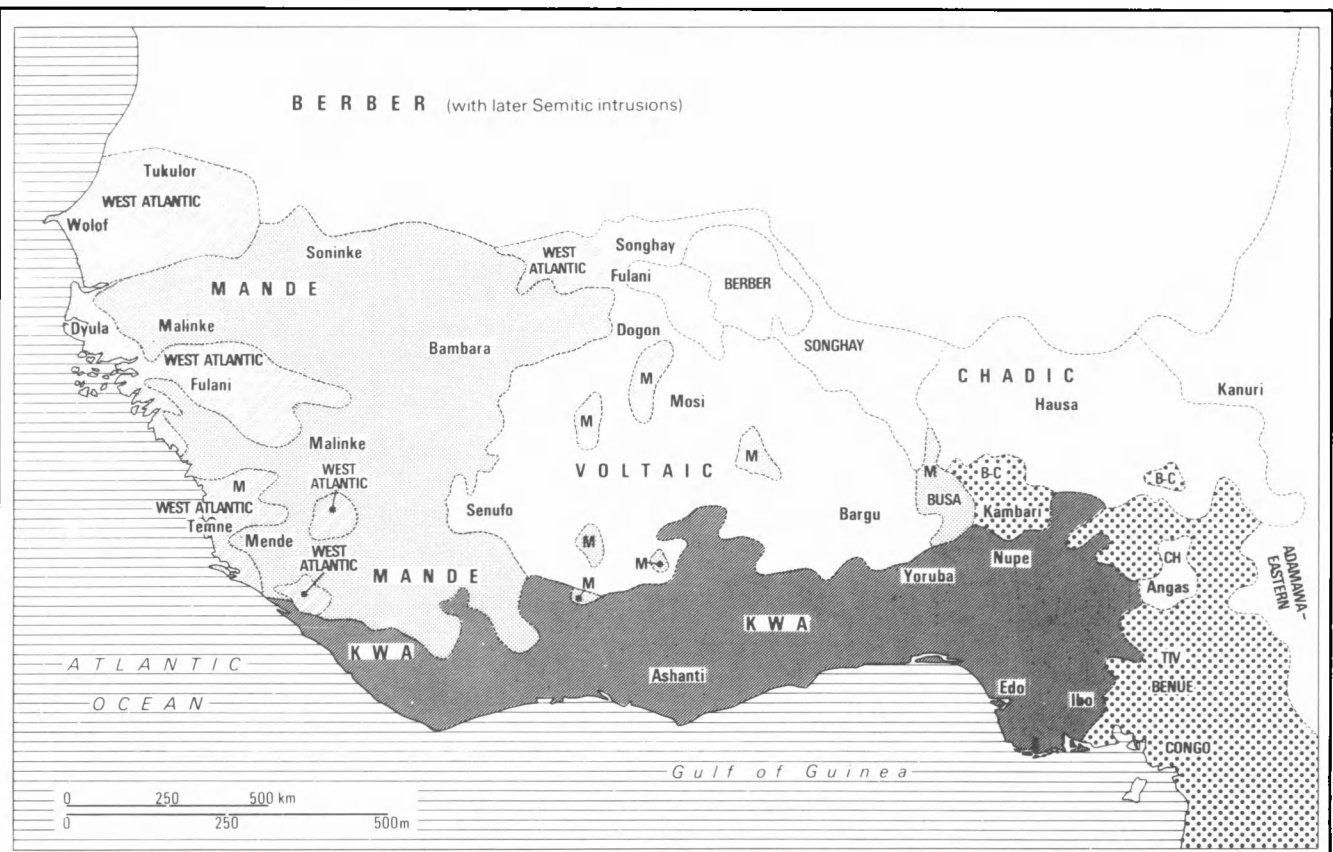 BERBER (with later Semitic intrusions)
Tukulor
WEST ATLANTIC
Wolof
Soninke
WEST
ATLANTIC
Songhay
Fulani
BERBER
MANDE
Dyula
Malinke
Bambara
Dogon
SONGHAY
WEST ATLANTIC
Fulani
M
Mosi
CHADIC
Hausa
Kanuri
M
Malinke
M
WEST
ATLANTIC
VOLTAIC
M
B-C
B-C
M
WEST ATLANTIC
Temne
Senufo
Bargu
BUSA
Kambari
Mende
M
WEST
ATLANTIC
M
Nupe
CH
Angas
ADAMAWA-
EASTERN
MANDE
M
Yoruba
KWA
KWA
ATLANTIC
OCEAN
Ashanti
TIV
BENUE
Edo
Ibo
CONGO
Gulf of Guinea
0 250 500 km
0 250 500m